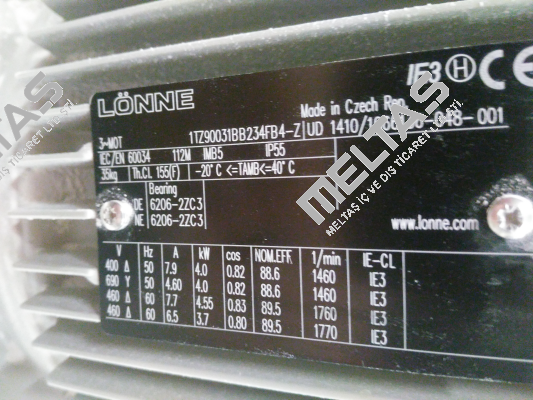 LÖNNE
IE3 H CE
Made in Czech Rep.
3~MOT 1TZ90031BB234FB4-Z UD 1410/ -001
IEC/EN 60034 112M IMB5 IP55
35kg Th.CL 155(F) -20°C <=TAMB<=40°C
Bearing
DE 6206-2ZC3
NE 6206-2ZC3
www.lonne.com
V Hz A kW cos NOM.EFF 1/min IE-CL
400 Δ 50 7.9 4.0 0.82 88.6 1460 IE3
690 Y 50 4.60 4.0 0.82 88.6 1460 IE3
460 Δ 60 7.7 4.55 0.83 89.5 1760 IE3
460 Δ 60 6.5 3.7 0.80 89.5 1770 IE3
MELTAŞ
MELTAŞ İÇ VE DIŞ TİCARET LTD.ŞTİ.